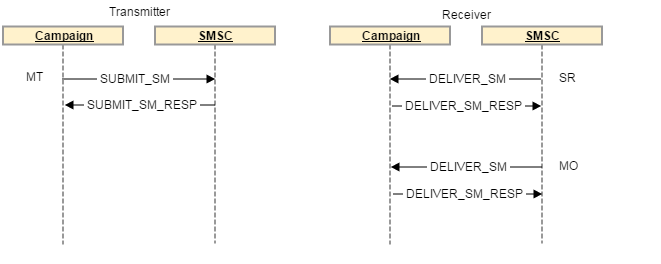 Transmitter
Campaign
SMSC
MT
SUBMIT_SM
SUBMIT_SM_RESP
Receiver
Campaign
SMSC
DELIVER_SM
SR
DELIVER_SM_RESP
DELIVER_SM
MO
DELIVER_SM_RESP